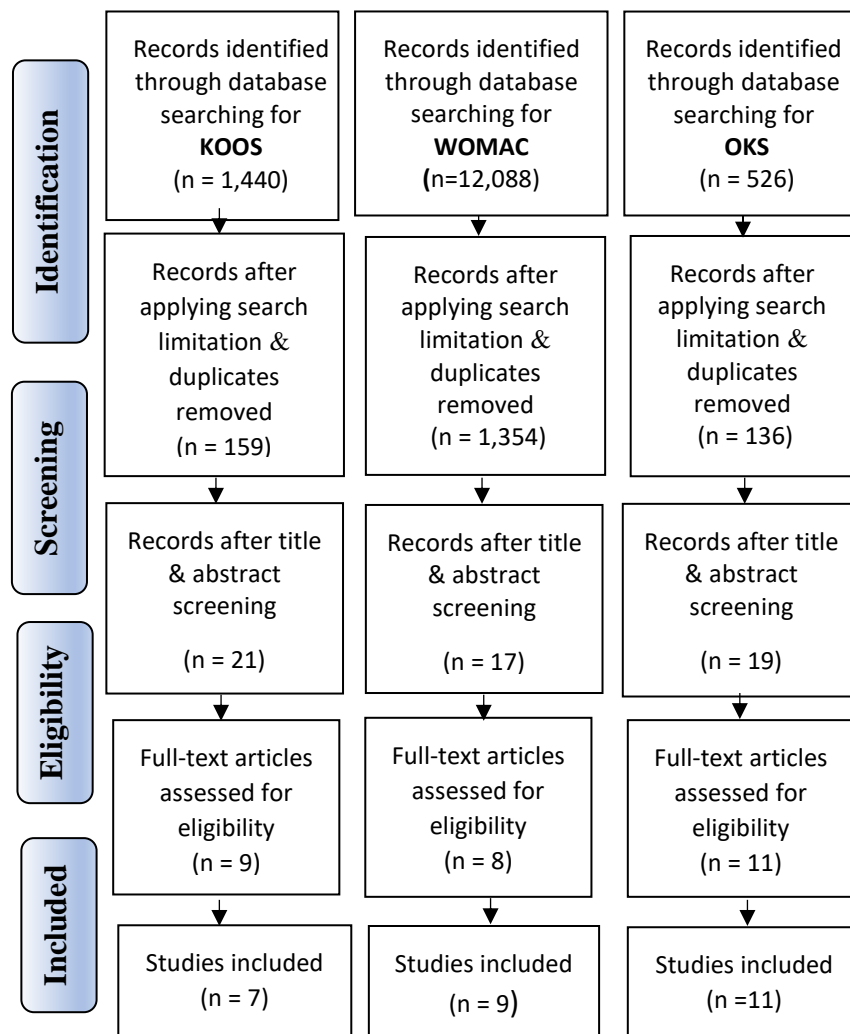 Identification
Screening
Eligibility
Included
Records identified
through database
searching for
KOOS
(n = 1,440)
Records identified
through database
searching for
WOMAC
(n=12,088)
Records identified
through database
searching for
OKS
(n = 526)
Records after
applying search
limitation &
duplicates
removed
(n = 159)
Records after
applying search
limitation &
duplicates
removed
(n = 1,354)
Records after
applying search
limitation &
duplicates
removed
(n = 136)
Records after title
& abstract
screening
(n = 21)
Records after title
& abstract
screening
(n = 17)
Records after title
& abstract
screening
(n = 19)
Full-text articles
assessed for
eligibility
(n = 9)
Full-text articles
assessed for
eligibility
(n = 8)
Full-text articles
assessed for
eligibility
(n = 11)
Studies included
(n = 7)
Studies included
(n = 9)
Studies included
(n =11)